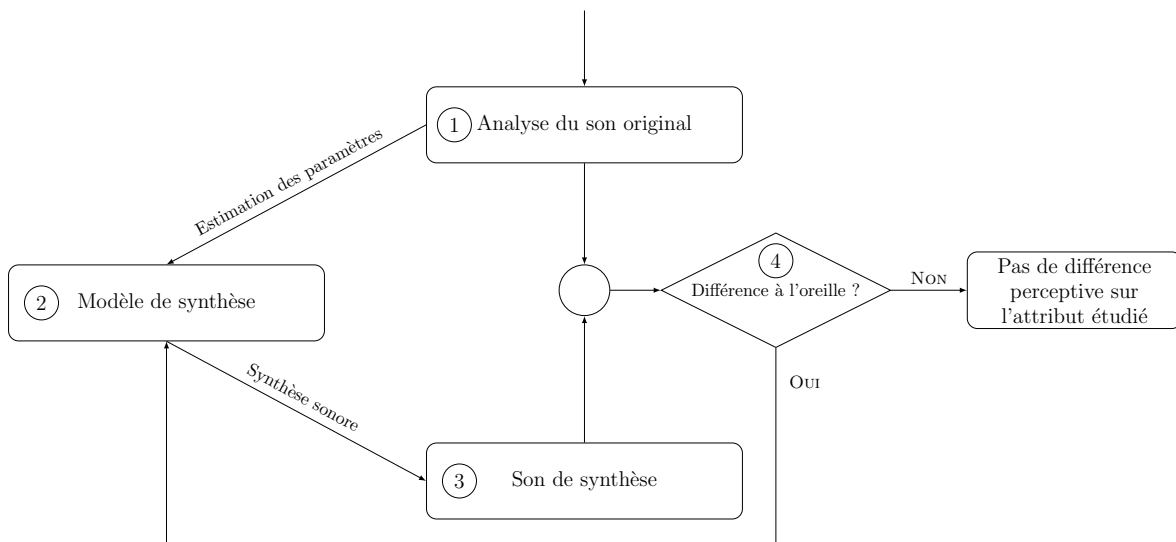 1 Analyse du son original
Estimation des paramètres
2 Modèle de synthèse
4
Différence à l'oreille ?
Non
Pas de différence
perceptive sur
l'attribut étudié
Oui
Synthèse sonore
3 Son de synthèse